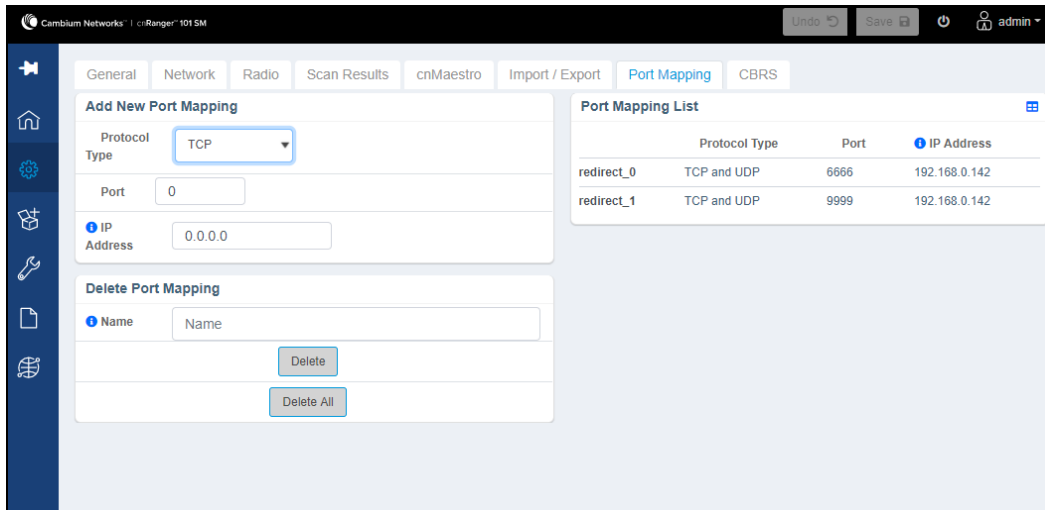 Cambium Networks™ | cnRanger™ 101 SM
Undo Save admin
General Network Radio Scan Results cnMaestro Import / Export Port Mapping CBRS
Add New Port Mapping
Protocol Type TCP
Port 0
IP Address 0.0.0.0
Delete Port Mapping
Name Name
Delete
Delete All
Port Mapping List
Protocol Type Port IP Address
redirect_0 TCP and UDP 6666 192.168.0.142
redirect_1 TCP and UDP 9999 192.168.0.142